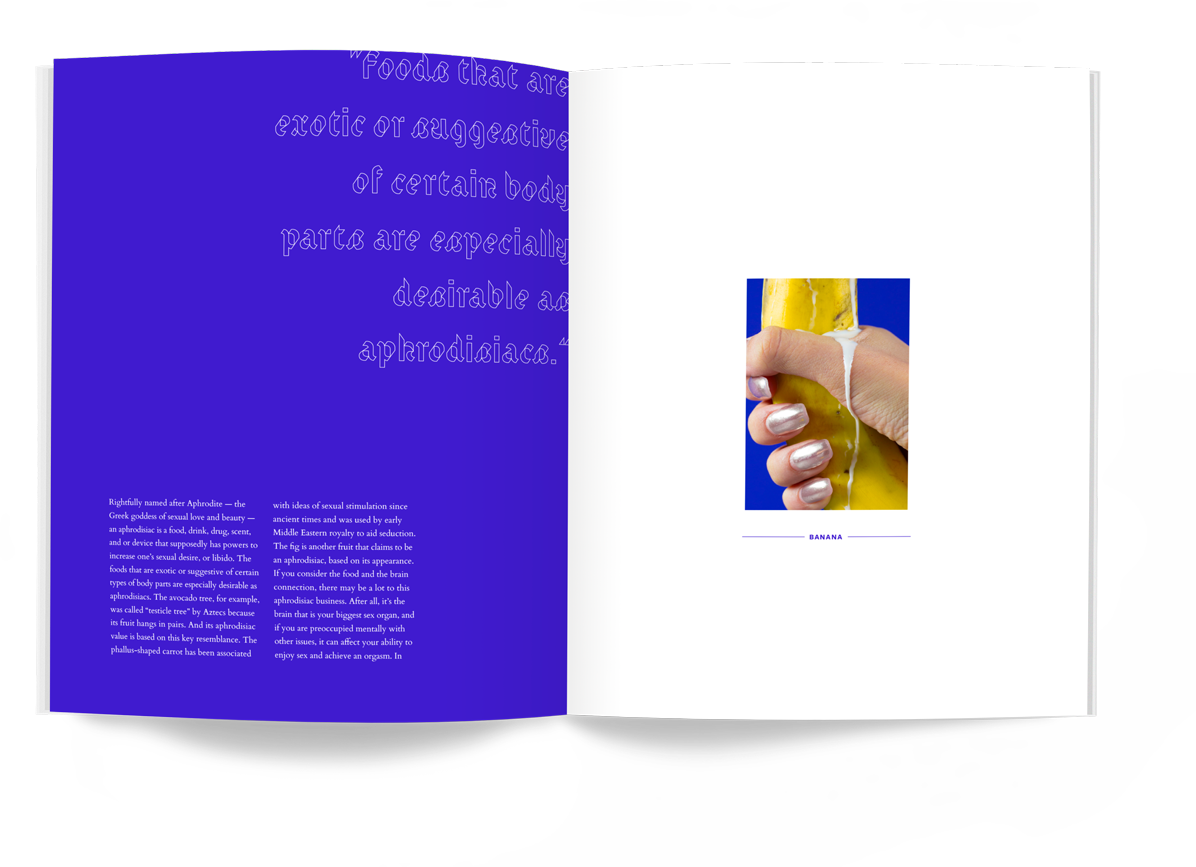 "Foods that are
exotic or suggestive
of certain body
parts are especially
desirable as
aphrodisiacs."
Rightfully named after Aphrodite — the
Greek goddess of sexual love and beauty —
an aphrodisiac is a food, drink, drug, scent,
and or device that supposedly has powers to
increase one's sexual desire, or libido. The
foods that are exotic or suggestive of certain
types of body parts are especially desirable as
aphrodisiacs. The avocado tree, for example,
was called “testicle tree” by Aztecs because
its fruit hangs in pairs. And its aphrodisiac
value is based on this key resemblance. The
phallus-shaped carrot has been associated
with ideas of sexual stimulation since
ancient times and was used by early
Middle Eastern royalty to aid seduction.
The fig is another fruit that claims to be
an aphrodisiac, based on its appearance.
If you consider the food and the brain
connection, there may be a lot to this
aphrodisiac business. After all, it's the
brain that is your biggest sex organ, and
if you are preoccupied mentally with
other issues, it can affect your ability to
enjoy sex and achieve an orgasm. In
BANANA